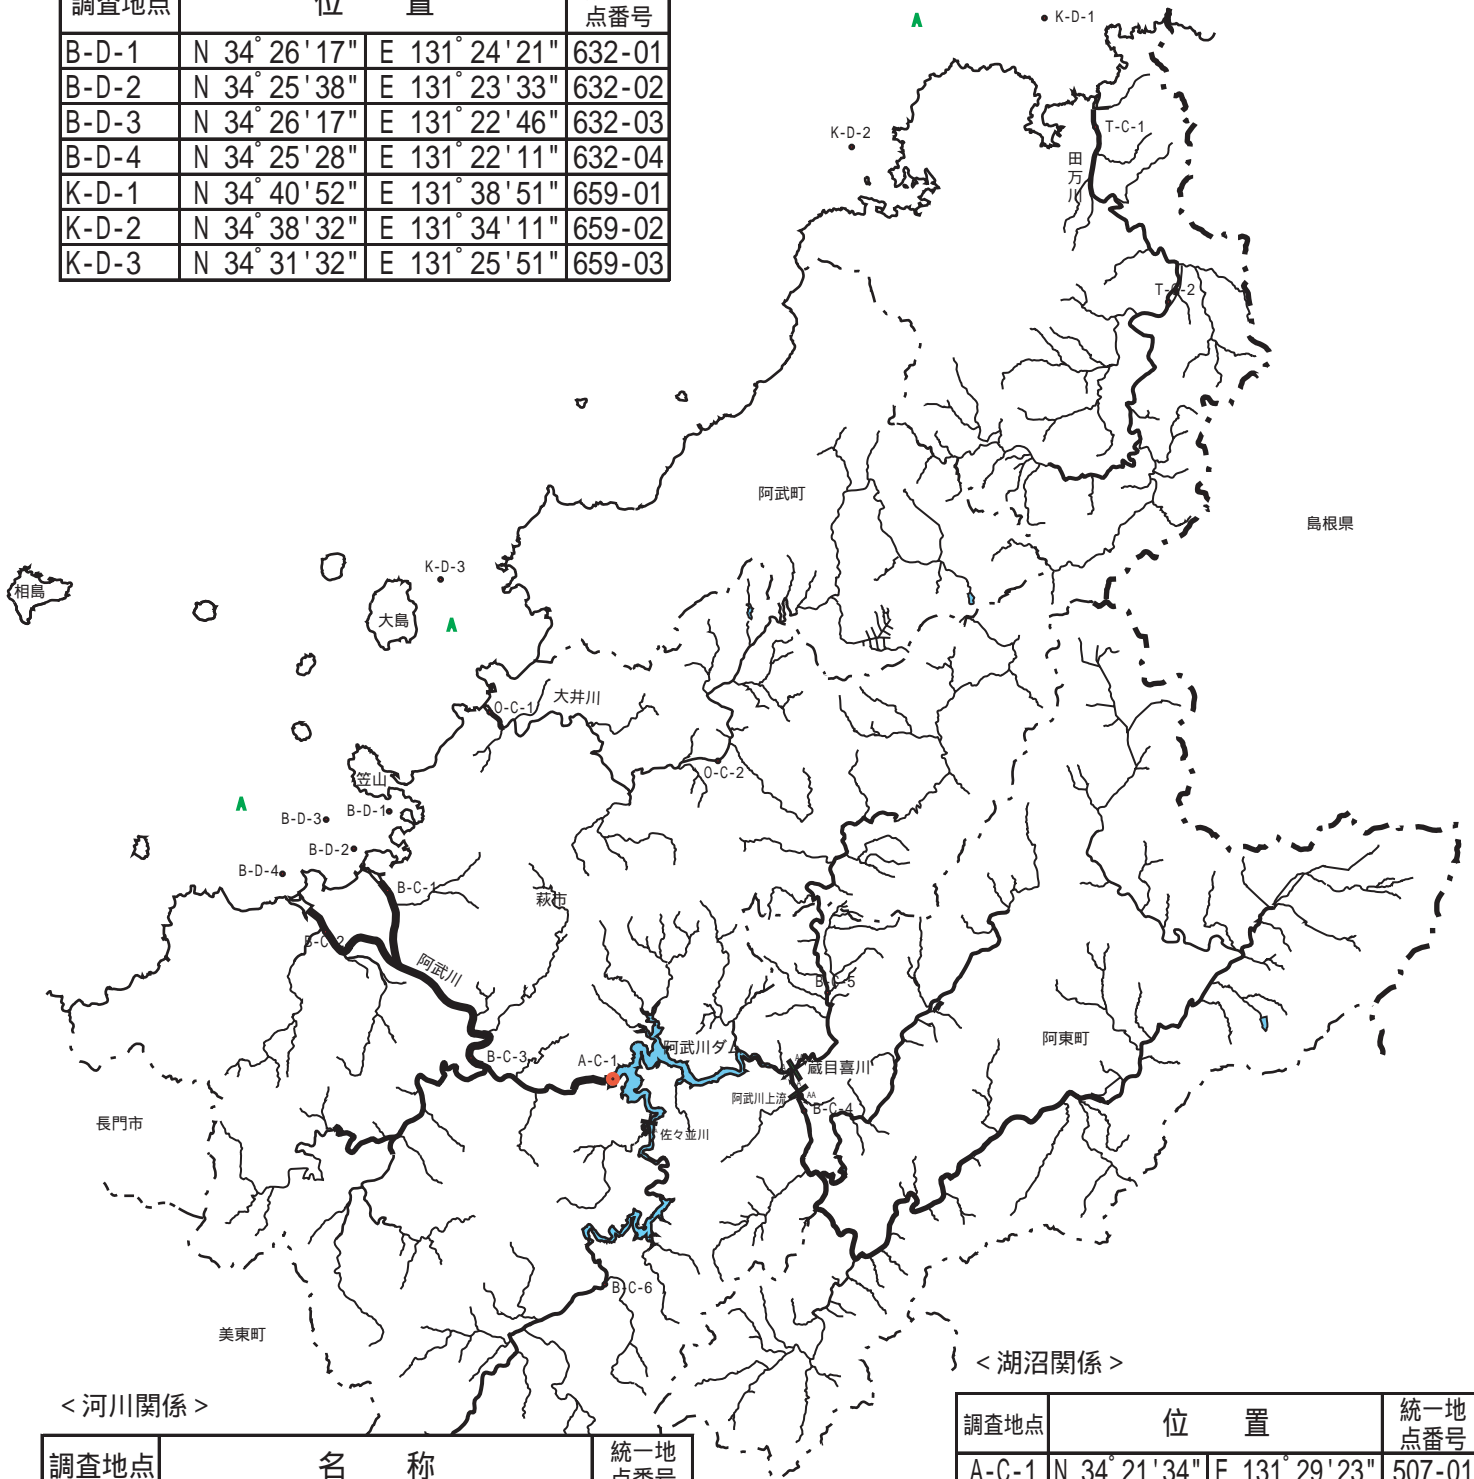 調査地点 位 置 点番号
B-D-1 N 34°26'17" E 131°24'21" 632-01
B-D-2 N 34°25'38" E 131°23'33" 632-02
B-D-3 N 34°26'17" E 131°22'46" 632-03
B-D-4 N 34°25'28" E 131°22'11" 632-04
K-D-1 N 34°40'52" E 131°38'51" 659-01
K-D-2 N 34°38'32" E 131°34'11" 659-02
K-D-3 N 34°31'32" E 131°25'51" 659-03
A
K-D-1
K-D-2
T-C-1
田万川
T-C-2
阿武町
島根県
K-D-3
相島
大島
A
大井川
O-C-1
O-C-2
笠山
A
B-D-1
B-D-3
B-D-2
B-D-4
B-C-1
萩市
B-C-2
阿武川
B-C-5
B-C-3
A-C-1
阿武川ダム
蔵目喜川
阿東町
阿武川上流
AA
B-C-4
長門市
佐々並川
B-C-6
美東町
<湖沼関係>
<河川関係>
調査地点 位 置 統一地
点番号
A-C-1 N 34°21'34" E 131°29'23" 507-01
調査地点 名 称 統一地
点番号